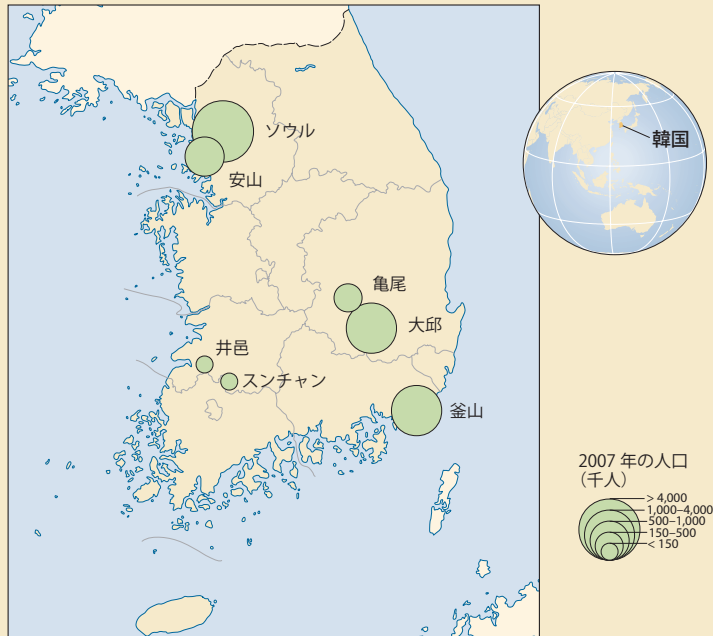 ソウル
安山
韓国
亀尾
大邱
井邑
スンチャン
釜山
2007 年の人口
（千人）
> 4,000
1,000–4,000
500–1,000
150–500
< 150